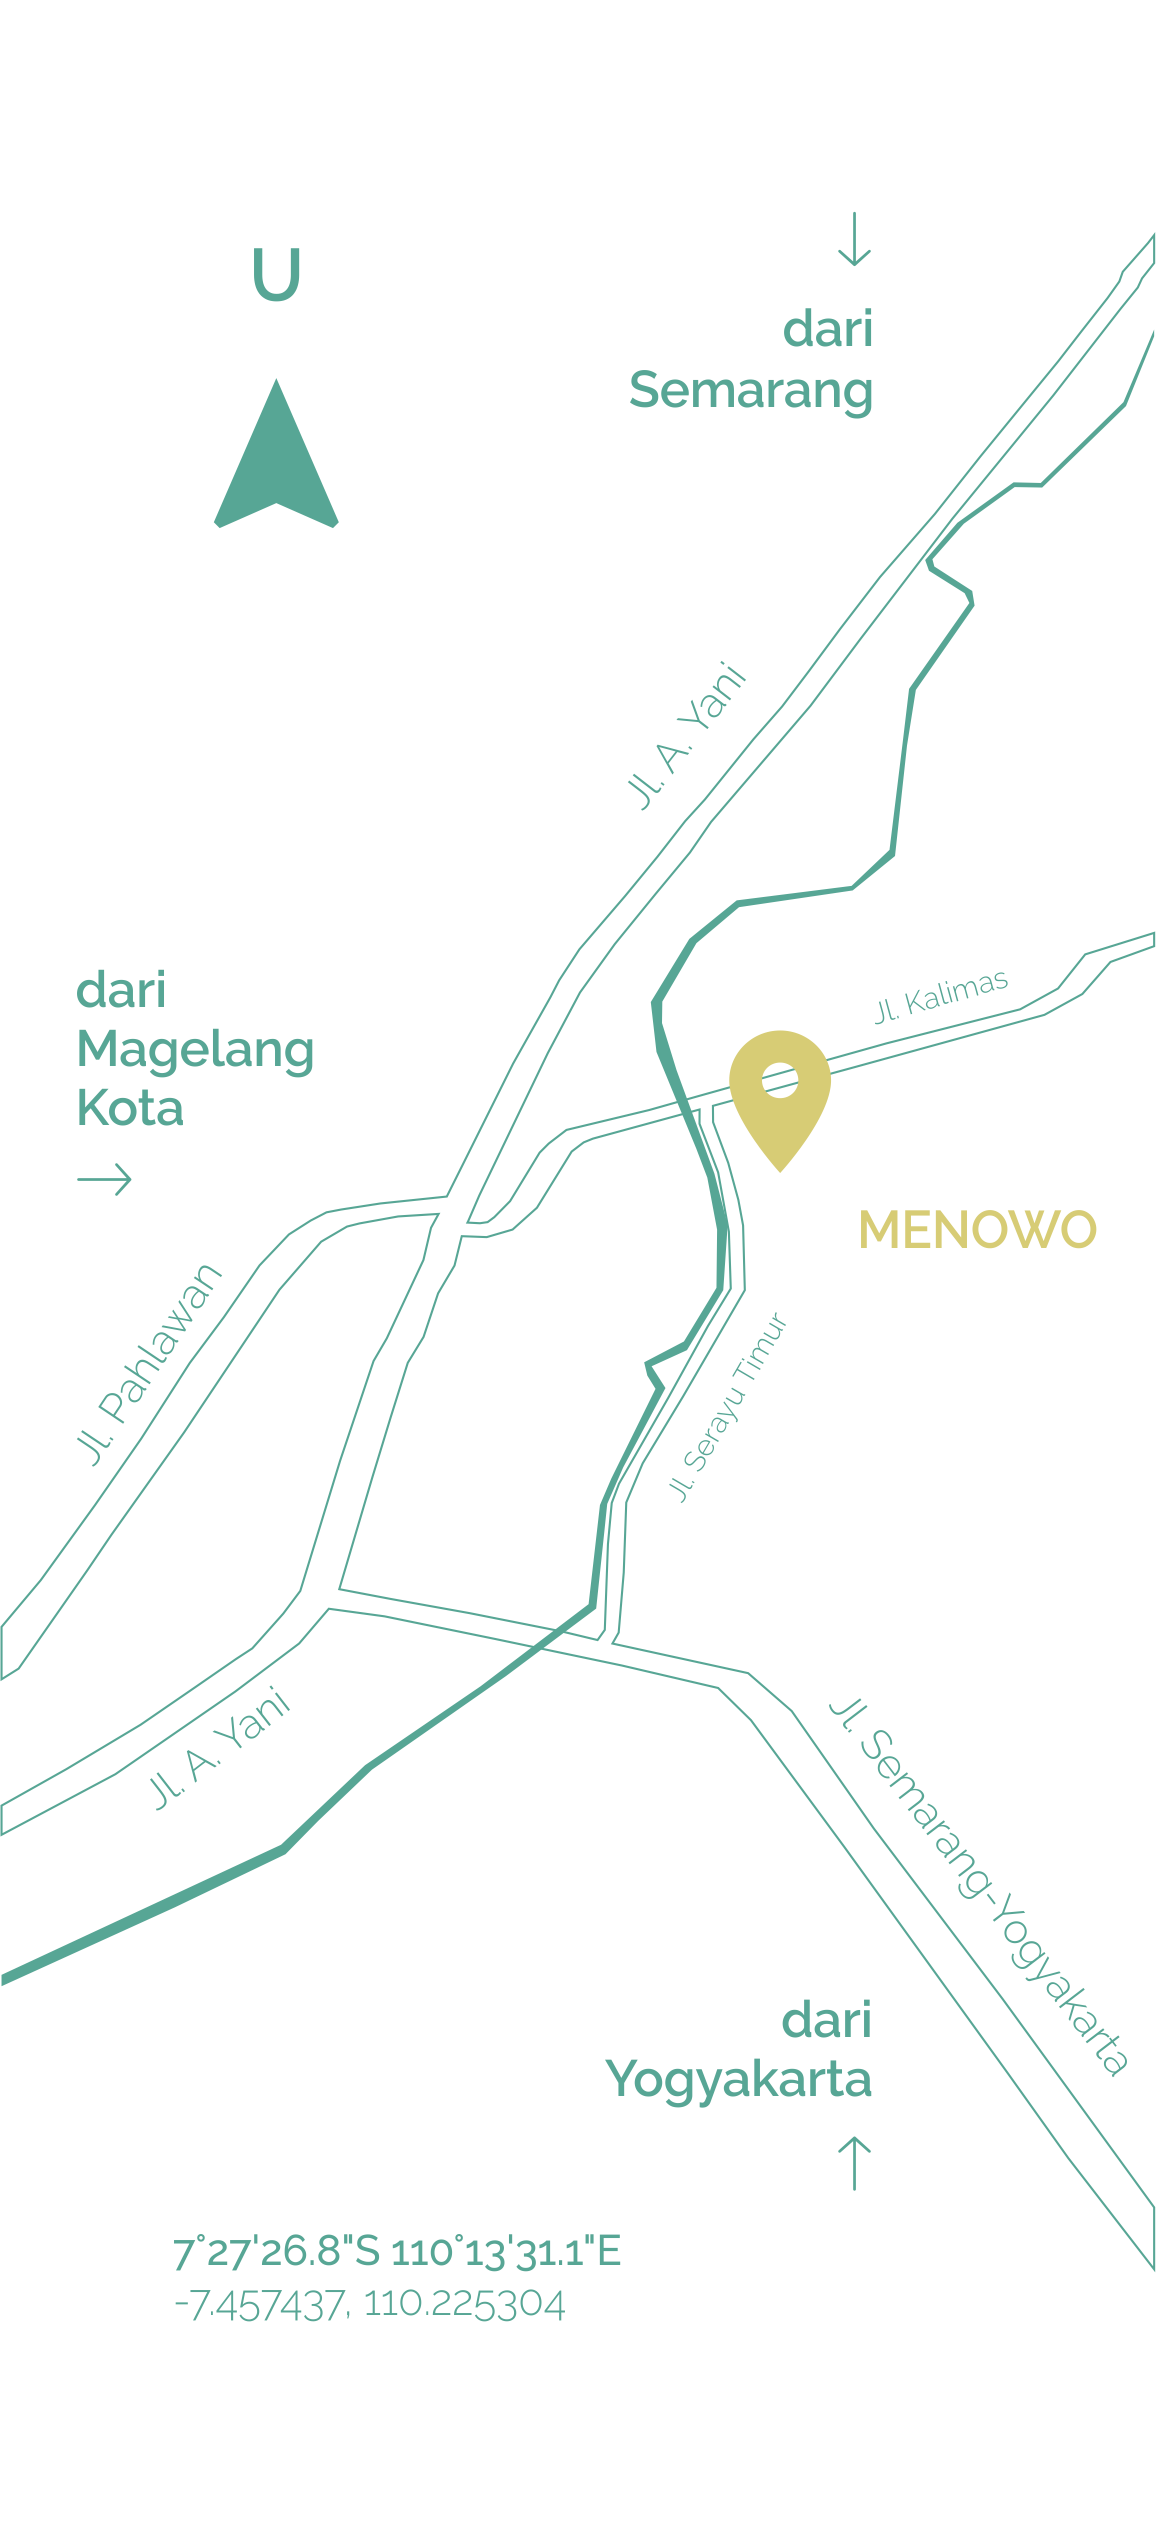 U
dari
Semarang
Jl. A. Yani
dari
Magelang
Kota
Jl. Kalimas
MENOWO
Jl. Pahlawan
Jl. Serayu Timur
Jl. A. Yani
Jl. Semarang-Yogyakarta
dari
Yogyakarta
7°27'26.8"S 110°13'31.1"E
-7.457437, 110.225304